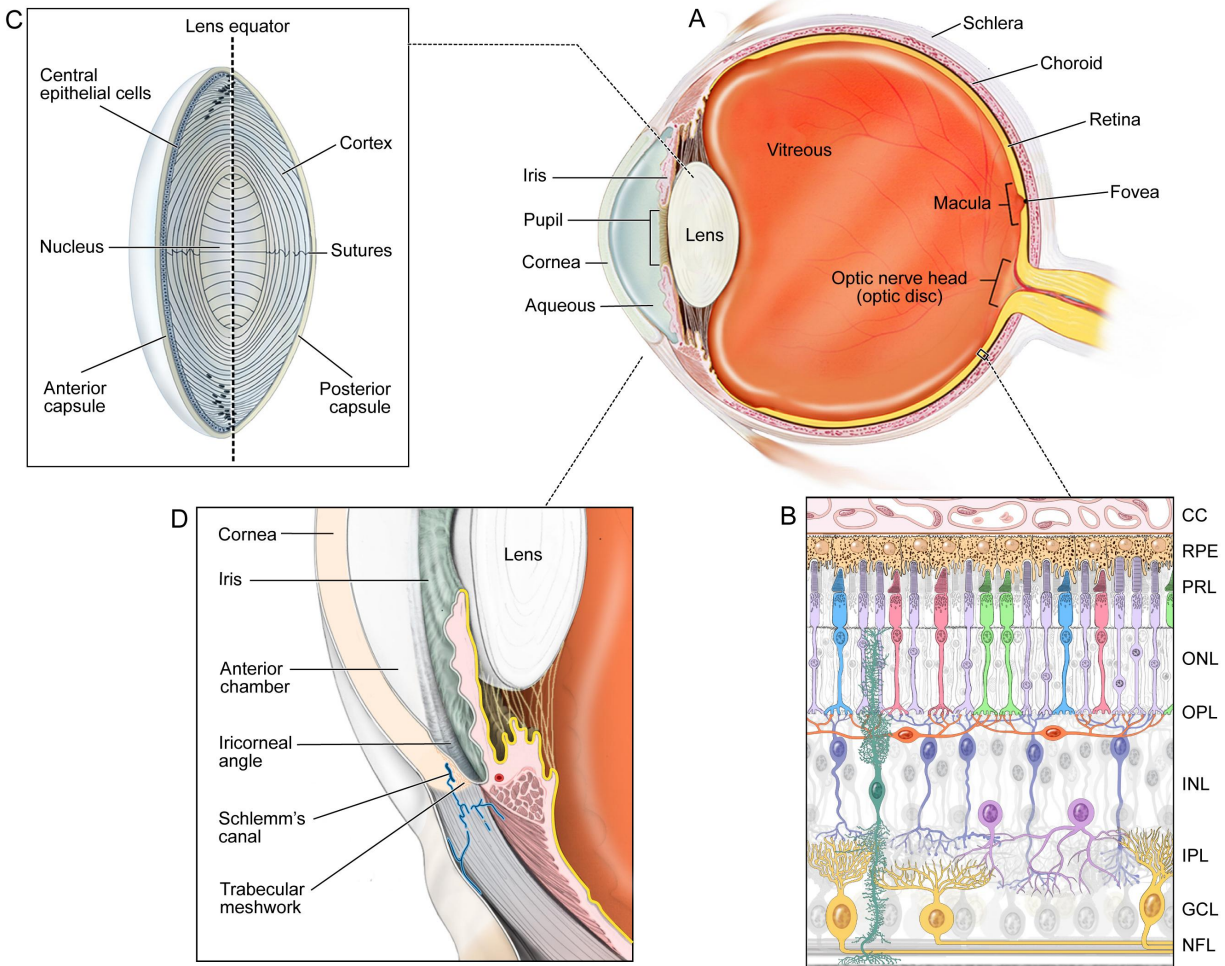 C
Lens equator
Central
epithelial cells
Cortex
Nucleus
Sutures
Anterior
capsule
Posterior
capsule
A
Schlera
Choroid
Retina
Vitreous
Iris
Pupil
Lens
Macula
Fovea
Cornea
Aqueous
Optic nerve head
(optic disc)
D
Cornea
Iris
Lens
Anterior
chamber
Iricorneal
angle
Schlemm's
canal
Trabecular
meshwork
B
CC
RPE
PRL
ONL
OPL
INL
IPL
GCL
NFL